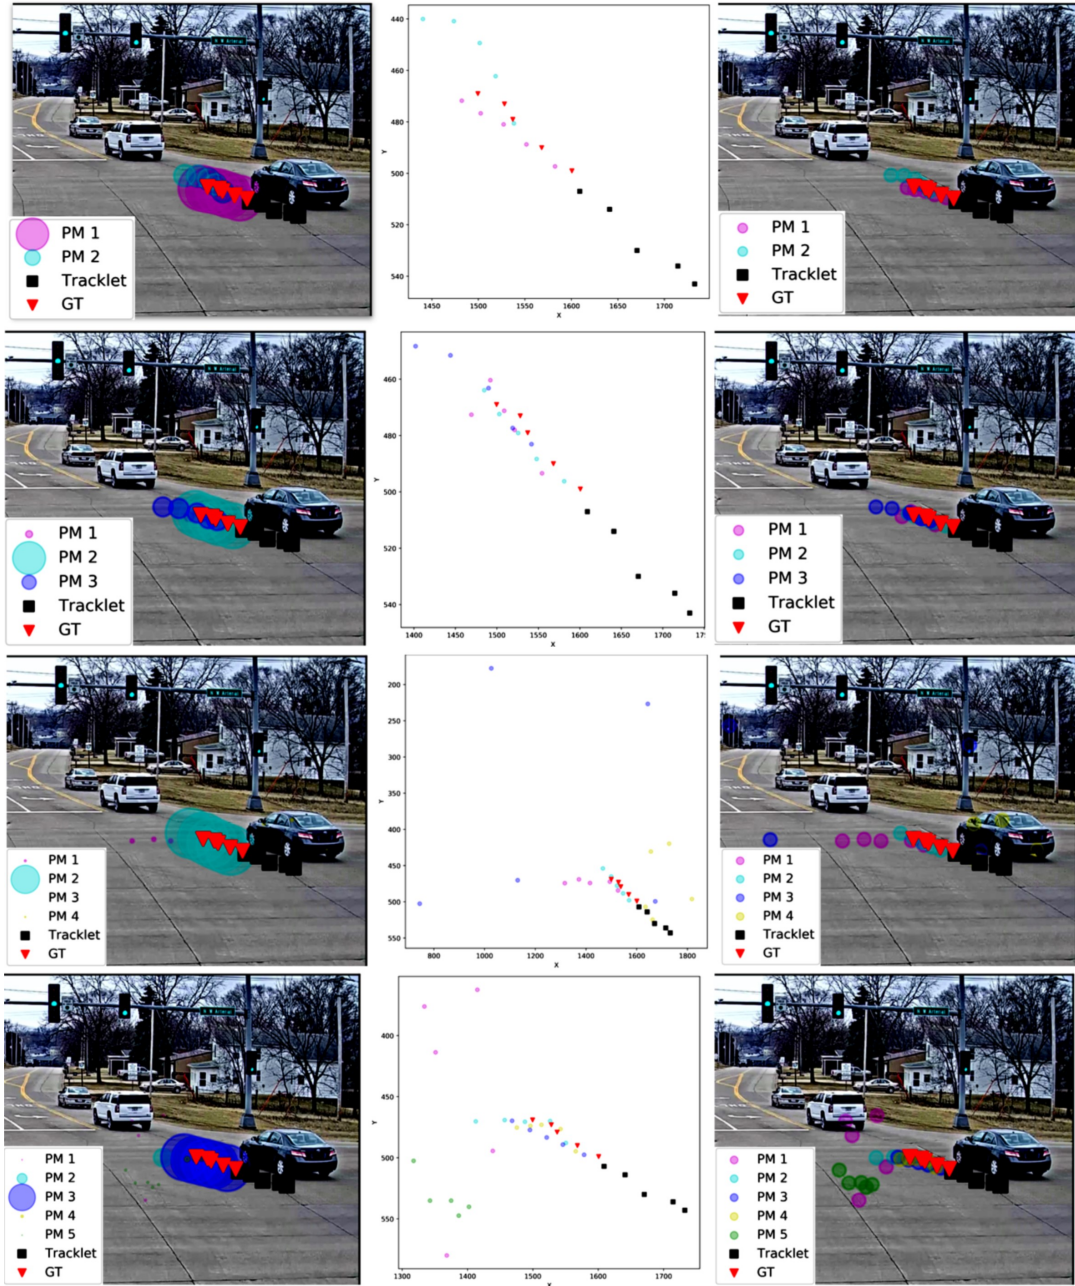 N W Arterial
PM 1
PM 2
Tracklet
GT
440
460
480
500
520
540
Y
1450
1500
1550
1600
1650
1700
X
PM 1
PM 2
Tracklet
GT
PM 1
PM 2
PM 3
Tracklet
GT
460
480
500
520
540
Y
1400
1450
1500
1550
1600
1650
1700
X
PM 1
PM 2
PM 3
Tracklet
GT
PM 1
PM 2
PM 3
PM 4
Tracklet
GT
200
250
300
350
400
450
500
550
Y
800
1000
1200
1400
1600
1800
X
PM 1
PM 2
PM 3
PM 4
Tracklet
GT
PM 1
PM 2
PM 3
PM 4
PM 5
Tracklet
GT
400
450
500
550
Y
1300
1400
1500
1600
1700
X
PM 1
PM 2
PM 3
PM 4
PM 5
Tracklet
GT